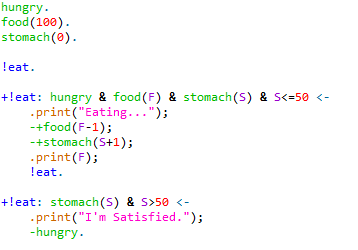 hungry.
food(100).
stomach(0).
!eat.
+!eat: hungry & food(F) & stomach(S) & S<=50 <-
.print("Eating...");
-+food(F-1);
-+stomach(S+1);
.print(F);
!eat.
+!eat: stomach(S) & S>50 <-
.print("I'm Satisfied.");
-hungry.